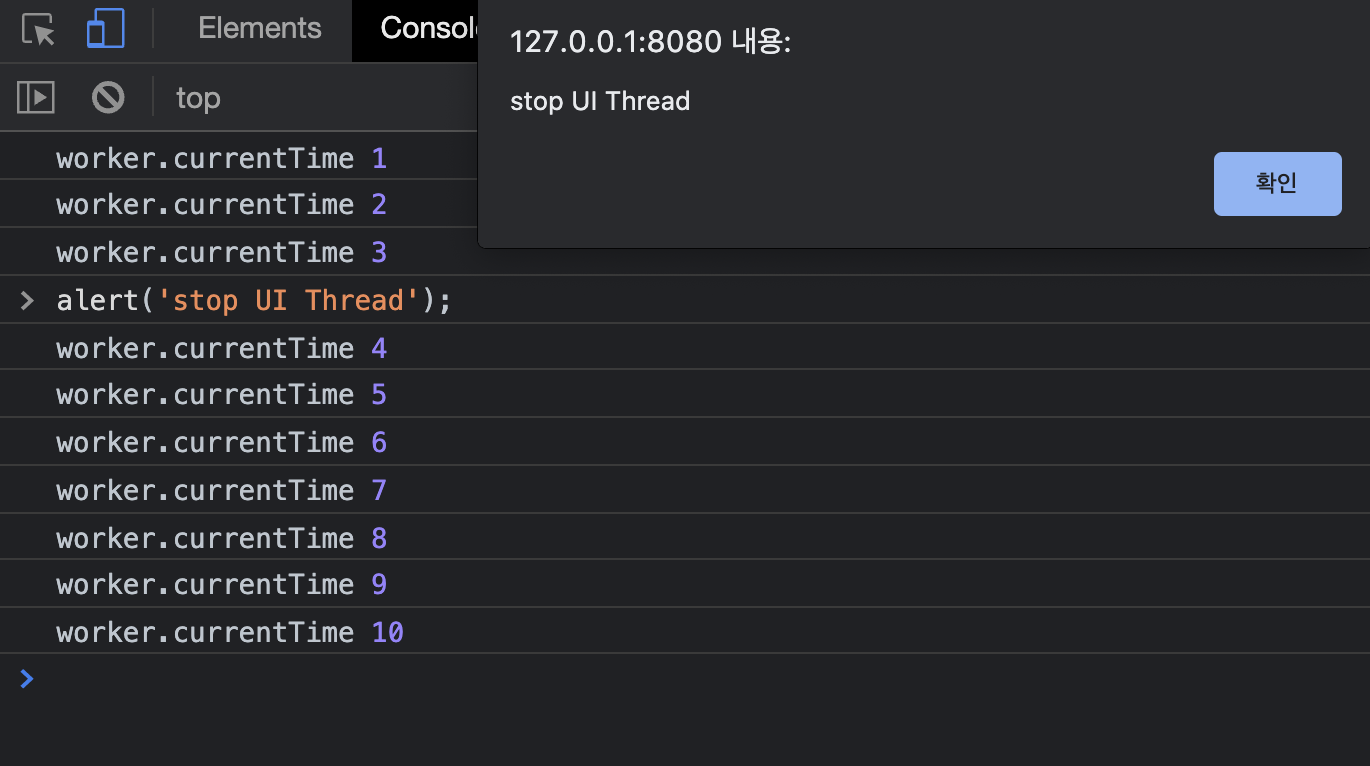 Elements
Consol
top
127.0.0.1:8080 내용:
stop UI Thread
확인
worker.currentTime 1
worker.currentTime 2
worker.currentTime 3
> alert('stop UI Thread');
worker.currentTime 4
worker.currentTime 5
worker.currentTime 6
worker.currentTime 7
worker.currentTime 8
worker.currentTime 9
worker.currentTime 10
>